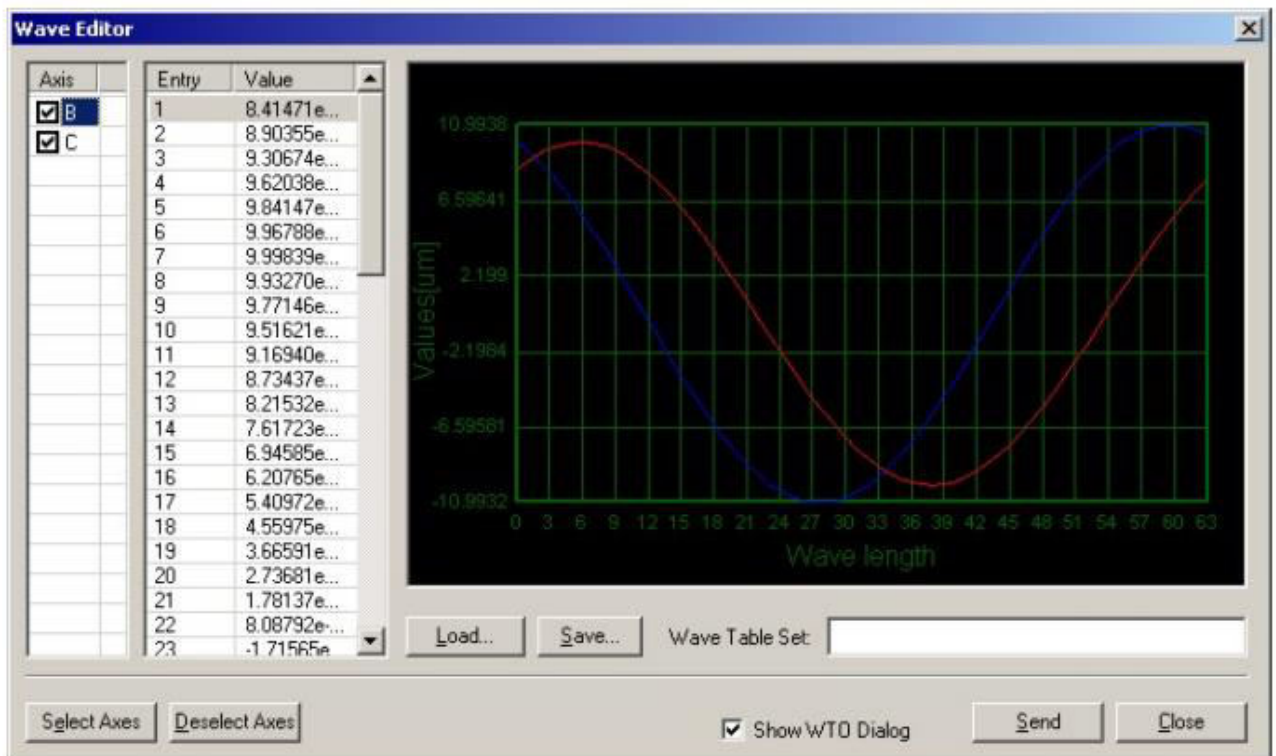 Wave Editor
Axis
B
C
Entry Value
1 8.41471e...
2 8.90355e...
3 9.30674e...
4 9.62038e...
5 9.84147e...
6 9.96788e...
7 9.99839e...
8 9.93270e...
9 9.77146e...
10 9.51621e...
11 9.16940e...
12 8.73437e...
13 8.21532e...
14 7.61723e...
15 6.94585e...
16 6.20765e...
17 5.40972e...
18 4.55975e...
19 3.66591e...
20 2.73681e...
21 1.78137e...
22 8.08792e-...
23 -1.71565e
Values[um]
10.9938
6.59641
2.199
-2.1984
-6.59581
-10.9932
0 3 6 9 12 15 18 21 24 27 30 33 36 39 42 45 48 51 54 57 60 63
Wave length
Load... Save... Wave Table Set:
Select Axes Deselect Axes Show WTO Dialog Send Close